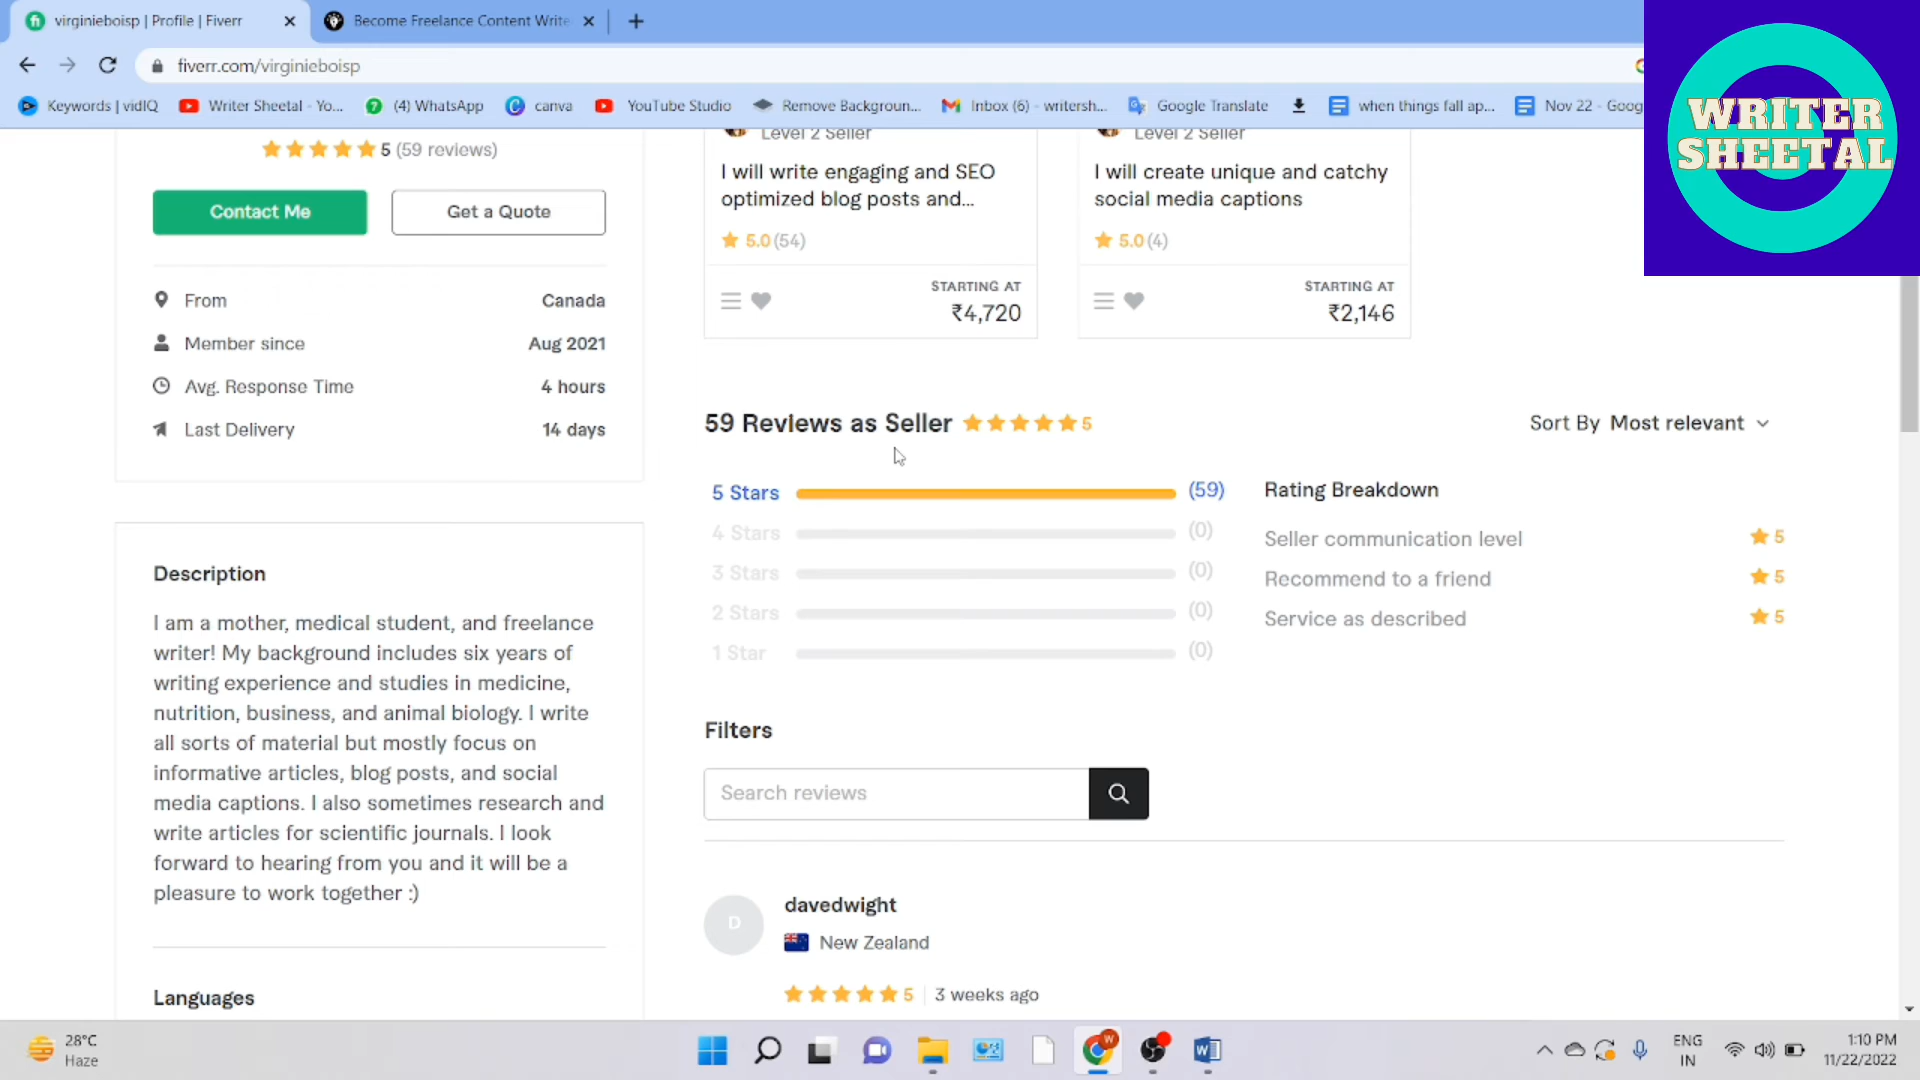 virginieboisp | Profile | Fiverr
Become Freelance Content Write
fiverr.com/virginieboisp
Keywords | vidIQ
Writer Sheetal - Yo...
(4) WhatsApp
canva
YouTube Studio
Remove Backgroun...
Inbox (6) - writersh...
Google Translate
when things fall ap...
Nov 22 - Goog
WRITER
SHEETAL
5 (59 reviews)
Contact Me
Get a Quote
From Canada
Member since Aug 2021
Avg. Response Time 4 hours
Last Delivery 14 days
Description
I am a mother, medical student, and freelance
writer! My background includes six years of
writing experience and studies in medicine,
nutrition, business, and animal biology. I write
all sorts of material but mostly focus on
informative articles, blog posts, and social
media captions. I also sometimes research and
write articles for scientific journals. I look
forward to hearing from you and it will be a
pleasure to work together :)
Languages
Level 2 Seller
I will write engaging and SEO
optimized blog posts and...
5.0 (54)
STARTING AT
₹4,720
Level 2 Seller
I will create unique and catchy
social media captions
5.0 (4)
STARTING AT
₹2,146
59 Reviews as Seller 5
Sort By Most relevant
5 Stars (59)
4 Stars (0)
3 Stars (0)
2 Stars (0)
1 Star (0)
Rating Breakdown
Seller communication level 5
Recommend to a friend 5
Service as described 5
Filters
Search reviews
D
davedwight
New Zealand
5 | 3 weeks ago
28°C
Haze
W
ENG
IN
1:10 PM
11/22/2022